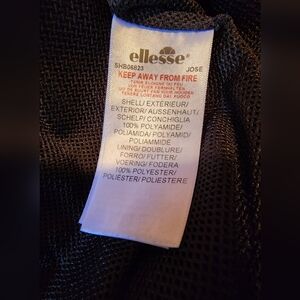 ellesse
SHB06823 JOSE
KEEP AWAY FROM FIRE
SHELL/ EXTÉRIEUR/
EXTERIOR/ AUSSENHAUT/
SCHELP/ CONCHIGLIA
100% POLYAMIDE/
POLIAMIDA/ POLYAMID/
POLIAMMIDE
LINING/ DOUBLURE/
FORRO/ FUTTER/
VOERING/ FODERA
100% POLYESTER/
POLIÉSTER/ POLIESTERE